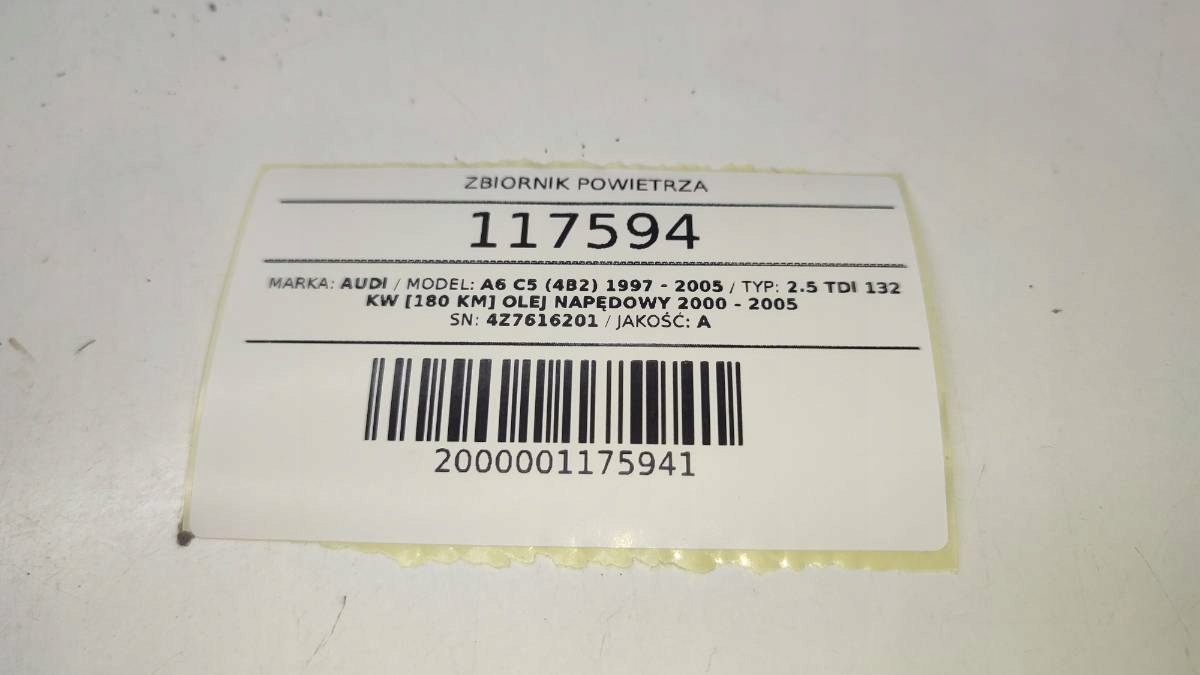 ZBIORNIK POWIETRZA
117594
MARKA: AUDI / MODEL: A6 C5 (4B2) 1997 - 2005 / TYP: 2.5 TDI 132
KW [180 KM] OLEJ NAPĘDOWY 2000 - 2005
SN: 4Z7616201 / JAKOŚĆ: A
2000001175941